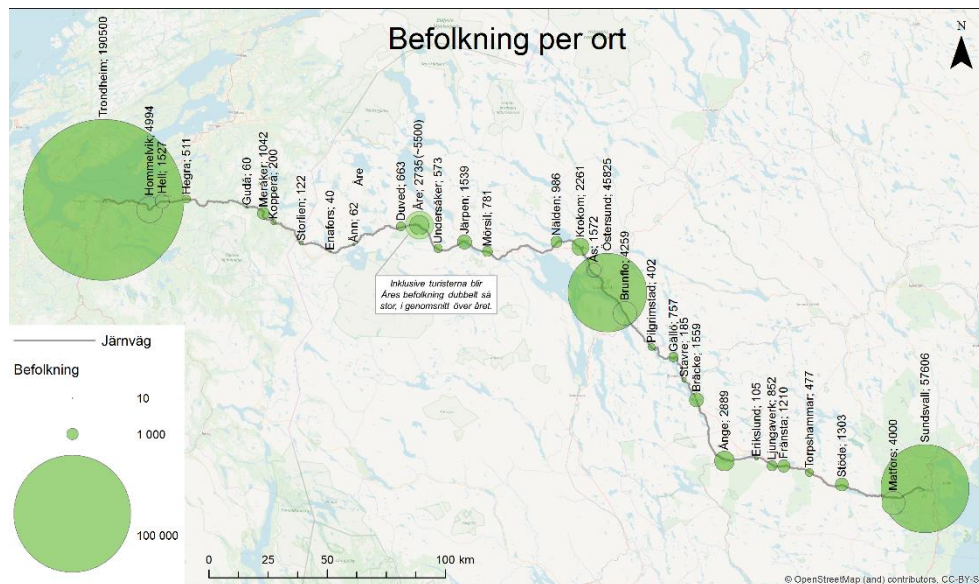 Befolkning per ort
N
Trondheim; 190500
Hommelvik; 4994
Hell; 1527
Hegra; 511
Gudå; 60
Meråker; 1042
Kopperå; 200
Storlien; 122
Enafors; 40
Ånn; 62
Åre
Duved; 663
Åre; 2735 (~5500)
Undersåker; 573
Järpen; 1539
Mörsil; 781
Nälden; 986
Krokom; 2261
Ås; 1572
Östersund; 45825
Brunflo; 4259
Pilgrimstad; 402
Gällö; 757
Stavre; 185
Bräcke; 1559
Ånge; 2889
Erikslund; 105
Ljungaverk; 852
Fränsta; 1210
Torpshammar; 477
Stöde; 1303
Matfors; 4000
Sundsvall; 57606
Inklusive turisterna blir
Åres befolkning dubbelt så
stor, i genomsnitt över året.
Järnväg
Befolkning
10
1 000
100 000
0 25 50 100 km
© OpenStreetMap (and) contributors, CC-BY-S